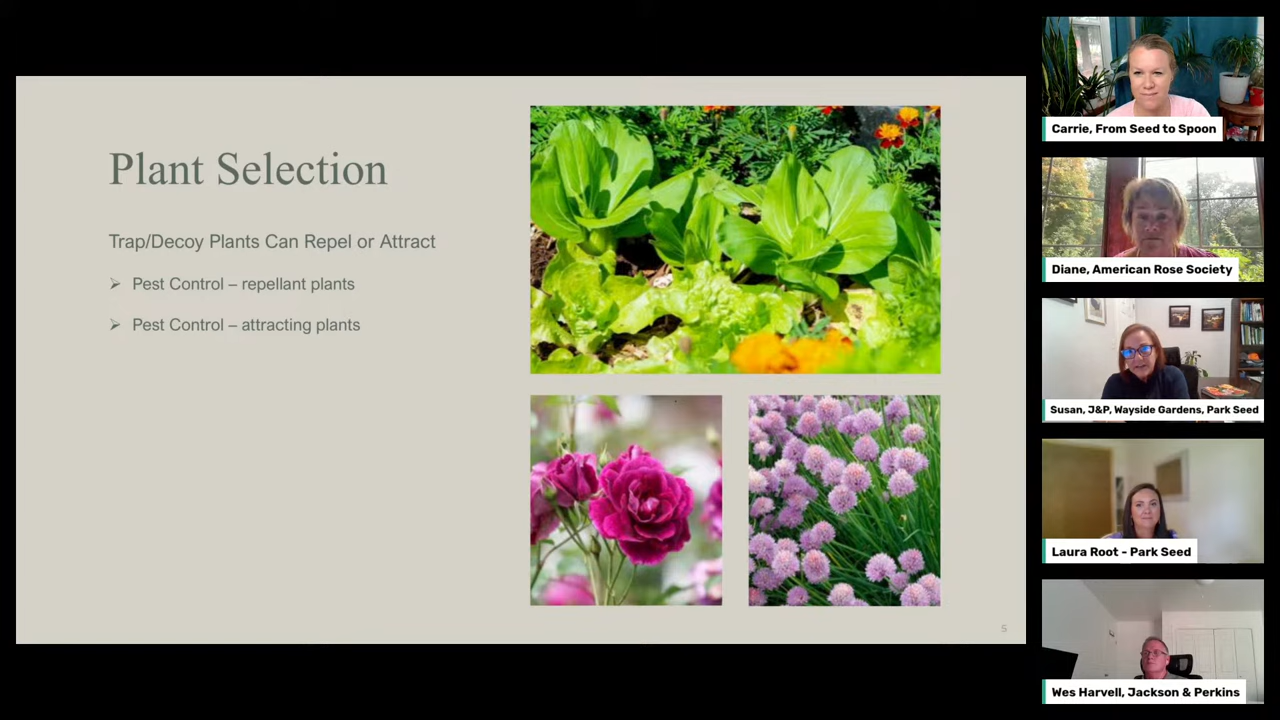 Plant Selection
Trap/Decoy Plants Can Repel or Attract
Pest Control – repellant plants
Pest Control – attracting plants
5
Carrie, From Seed to Spoon
Diane, American Rose Society
Susan, J&P, Wayside Gardens, Park Seed
Laura Root - Park Seed
Wes Harvell, Jackson & Perkins